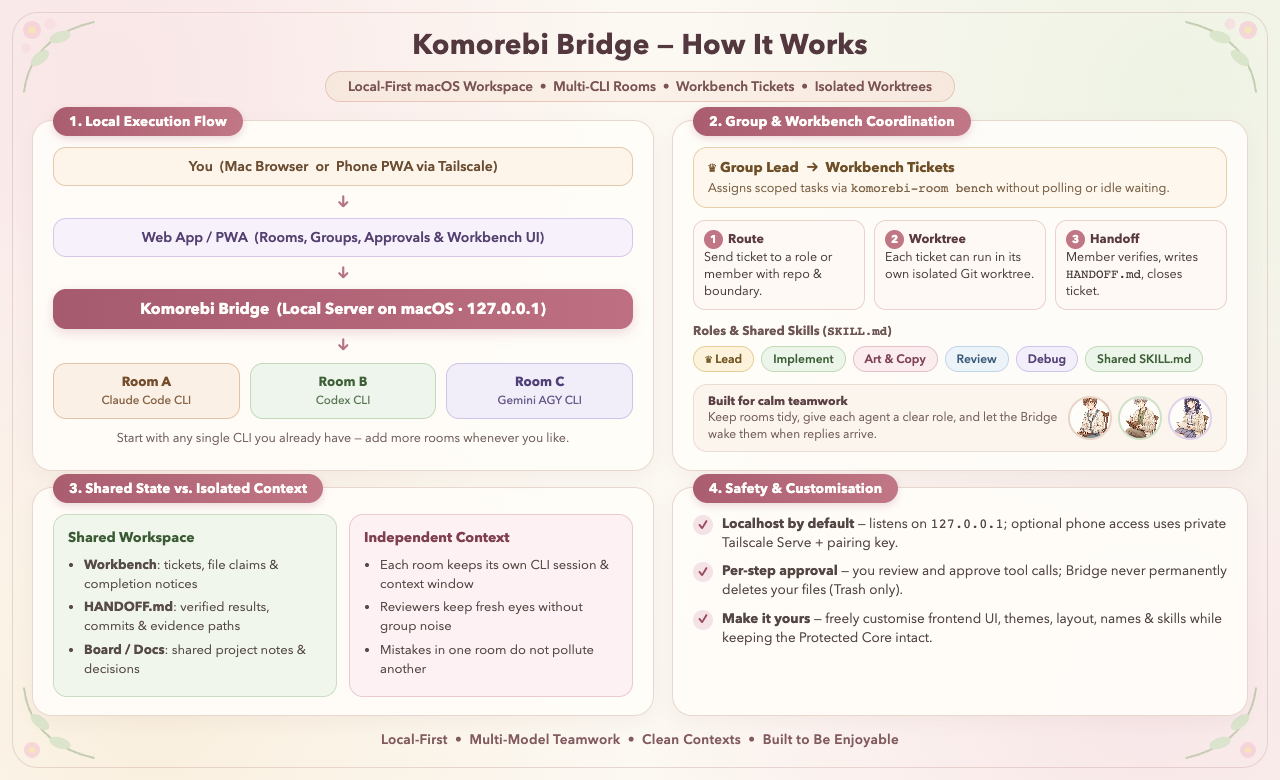 Komorebi Bridge — How It Works
Local-First macOS Workspace • Multi-CLI Rooms • Workbench Tickets • Isolated Worktrees
1. Local Execution Flow
You (Mac Browser or Phone PWA via Tailscale)
↓
Web App / PWA (Rooms, Groups, Approvals & Workbench UI)
↓
Komorebi Bridge (Local Server on macOS · 127.0.0.1)
↓
Room A
Claude Code CLI
Room B
Codex CLI
Room C
Gemini AGY CLI
Start with any single CLI you already have — add more rooms whenever you like.
2. Group & Workbench Coordination
♛ Group Lead → Workbench Tickets
Assigns scoped tasks via komorebi-room bench without polling or idle waiting.
1 Route
Send ticket to a role or
member with repo &
boundary.
2 Worktree
Each ticket can run in its
own isolated Git worktree.
3 Handoff
Member verifies, writes
HANDOFF.md, closes
ticket.
Roles & Shared Skills (SKILL.md)
♛ Lead
Implement
Art & Copy
Review
Debug
Shared SKILL.md
Built for calm teamwork
Keep rooms tidy, give each agent a clear role, and let the Bridge
wake them when replies arrive.
3. Shared State vs. Isolated Context
Shared Workspace
• Workbench: tickets, file claims &
completion notices
• HANDOFF.md: verified results,
commits & evidence paths
• Board / Docs: shared project notes &
decisions
Independent Context
• Each room keeps its own CLI session &
context window
• Reviewers keep fresh eyes without
group noise
• Mistakes in one room do not pollute
another
4. Safety & Customisation
✓ Localhost by default — listens on 127.0.0.1; optional phone access uses private
Tailscale Serve + pairing key.
✓ Per-step approval — you review and approve tool calls; Bridge never permanently
deletes your files (Trash only).
✓ Make it yours — freely customise frontend UI, themes, layout, names & skills while
keeping the Protected Core intact.
Local-First • Multi-Model Teamwork • Clean Contexts • Built to Be Enjoyable